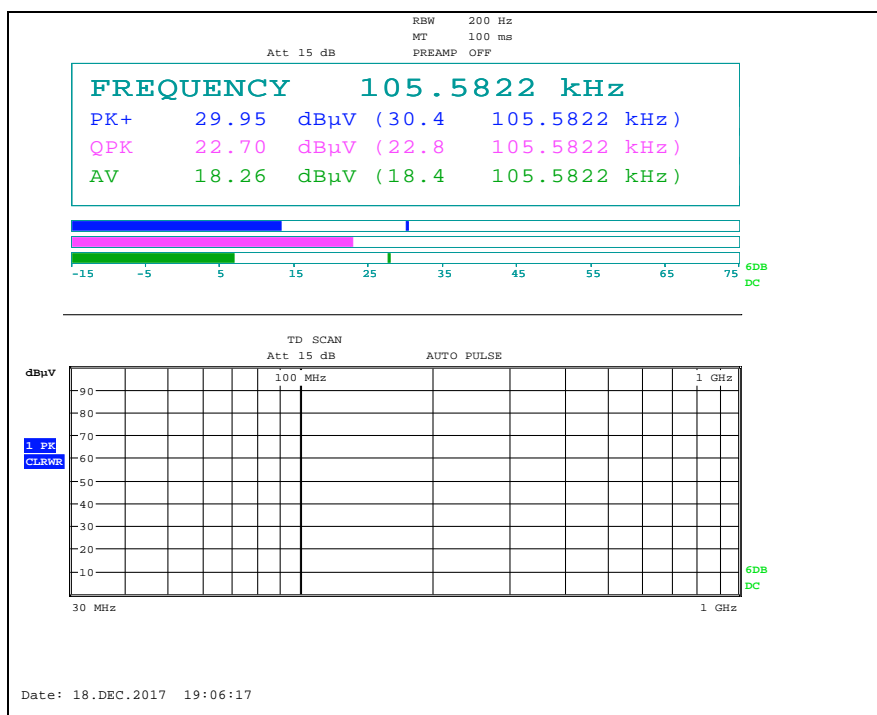 RBW 200 Hz
MT 100 ms
Att 15 dB PREAMP OFF
FREQUENCY 105.5822 kHz
PK+ 29.95 dBµV (30.4 105.5822 kHz)
QPK 22.70 dBµV (22.8 105.5822 kHz)
AV 18.26 dBµV (18.4 105.5822 kHz)
-15 -5 5 15 25 35 45 55 65 75
6DB
DC
TD SCAN
Att 15 dB AUTO PULSE
dBµV
100 MHz 1 GHz
90
80
70
1 PK
CLRWR
60
50
40
30
20
10
6DB
DC
30 MHz 1 GHz
Date: 18.DEC.2017 19:06:17